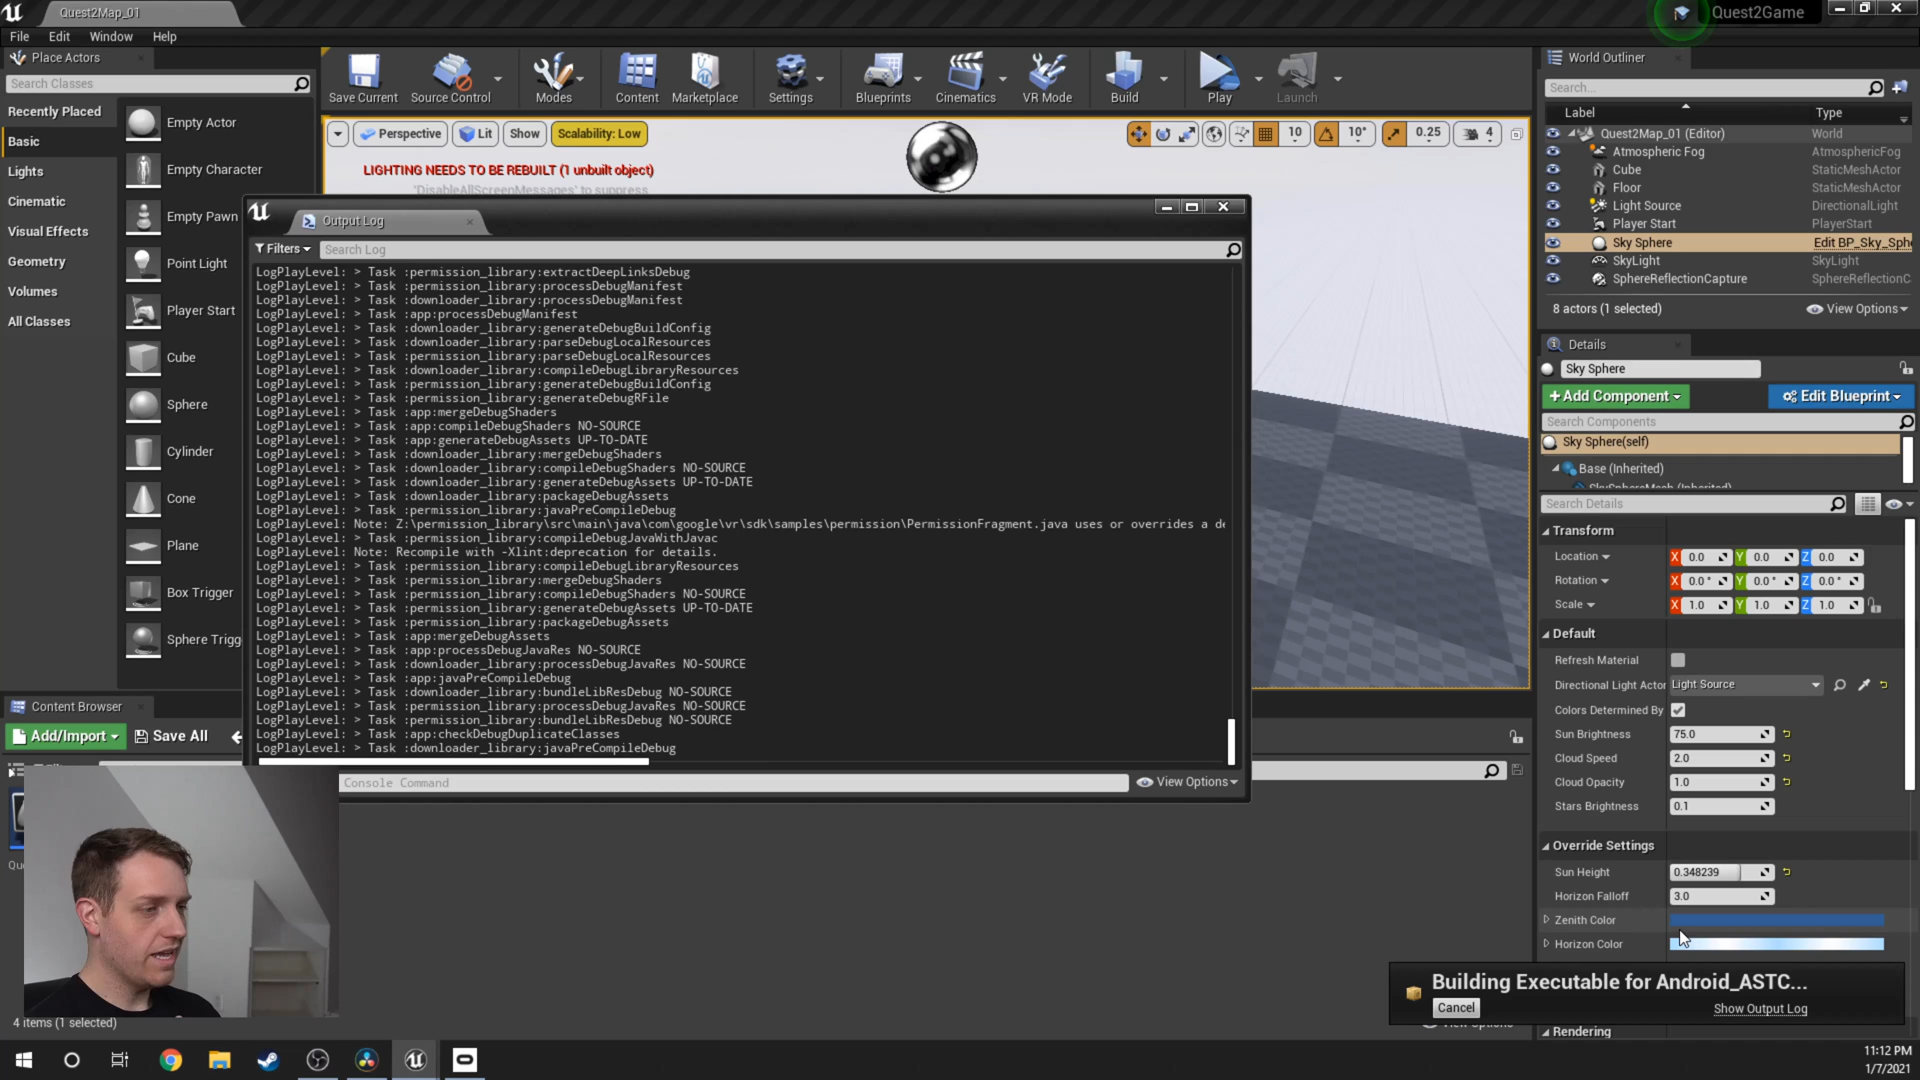 Quest2Map_01
Quest2Game
File Edit Window Help
Place Actors
Search Classes
Recently Placed
Basic
Lights
Cinematic
Visual Effects
Geometry
Volumes
All Classes
Empty Actor
Empty Character
Empty Pawn
Point Light
Player Start
Cube
Sphere
Cylinder
Cone
Plane
Box Trigger
Sphere Trigg
Save Current Source Control Modes Content Marketplace Settings Blueprints Cinematics VR Mode Build Play Launch
Perspective Lit Show Scalability: Low
10 10° 0.25 4
LIGHTING NEEDS TO BE REBUILT (1 unbuilt object)
'DisableAllScreenMessages' to suppress
Output Log
Filters Search Log
LogPlayLevel: > Task :permission_library:extractDeepLinksDebug
LogPlayLevel: > Task :permission_library:processDebugManifest
LogPlayLevel: > Task :downloader_library:processDebugManifest
LogPlayLevel: > Task :app:processDebugManifest
LogPlayLevel: > Task :downloader_library:generateDebugBuildConfig
LogPlayLevel: > Task :downloader_library:parseDebugLocalResources
LogPlayLevel: > Task :permission_library:parseDebugLocalResources
LogPlayLevel: > Task :downloader_library:compileDebugLibraryResources
LogPlayLevel: > Task :permission_library:generateDebugBuildConfig
LogPlayLevel: > Task :permission_library:generateDebugRFile
LogPlayLevel: > Task :app:mergeDebugShaders
LogPlayLevel: > Task :app:compileDebugShaders NO-SOURCE
LogPlayLevel: > Task :app:generateDebugAssets UP-TO-DATE
LogPlayLevel: > Task :downloader_library:mergeDebugShaders
LogPlayLevel: > Task :downloader_library:compileDebugShaders NO-SOURCE
LogPlayLevel: > Task :downloader_library:generateDebugAssets UP-TO-DATE
LogPlayLevel: > Task :downloader_library:packageDebugAssets
LogPlayLevel: > Task :permission_library:javaPreCompileDebug
LogPlayLevel: Note: Z:\permission_library\src\main\java\com\google\vr\sdk\samples\permission\PermissionFragment.java uses or overrides a de
LogPlayLevel: > Task :permission_library:compileDebugJavaWithJavac
LogPlayLevel: Note: Recompile with -Xlint:deprecation for details.
LogPlayLevel: > Task :permission_library:compileDebugLibraryResources
LogPlayLevel: > Task :permission_library:mergeDebugShaders
LogPlayLevel: > Task :permission_library:compileDebugShaders NO-SOURCE
LogPlayLevel: > Task :permission_library:generateDebugAssets UP-TO-DATE
LogPlayLevel: > Task :permission_library:packageDebugAssets
LogPlayLevel: > Task :app:mergeDebugAssets
LogPlayLevel: > Task :app:processDebugJavaRes NO-SOURCE
LogPlayLevel: > Task :downloader_library:processDebugJavaRes NO-SOURCE
LogPlayLevel: > Task :app:javaPreCompileDebug
LogPlayLevel: > Task :downloader_library:bundleLibResDebug NO-SOURCE
LogPlayLevel: > Task :permission_library:processDebugJavaRes NO-SOURCE
LogPlayLevel: > Task :permission_library:bundleLibResDebug NO-SOURCE
LogPlayLevel: > Task :app:checkDebugDuplicateClasses
LogPlayLevel: > Task :downloader_library:javaPreCompileDebug
Console Command View Options
Content Browser
Add/Import Save All
4 items (1 selected)
World Outliner
Search...
Label Type
Quest2Map_01 (Editor) World
Atmospheric Fog AtmosphericFog
Cube StaticMeshActor
Floor StaticMeshActor
Light Source DirectionalLight
Player Start PlayerStart
Sky Sphere Edit BP_Sky_Sph
SkyLight SkyLight
SphereReflectionCapture SphereReflectionC
8 actors (1 selected) View Options
Details
Sky Sphere
+Add Component Edit Blueprint
Search Components
Sky Sphere(self)
Base (Inherited)
SkySphereMesh (Inherited)
Search Details
Transform
Location X 0.0 Y 0.0 Z 0.0
Rotation X 0.0 ° Y 0.0 ° Z 0.0 °
Scale X 1.0 Y 1.0 Z 1.0
Default
Refresh Material
Directional Light Actor Light Source
Colors Determined By
Sun Brightness 75.0
Cloud Speed 2.0
Cloud Opacity 1.0
Stars Brightness 0.1
Override Settings
Sun Height 0.348239
Horizon Falloff 3.0
Zenith Color
Horizon Color
Building Executable for Android_ASTC...
Cancel Show Output Log
Rendering
11:12 PM
1/7/2021